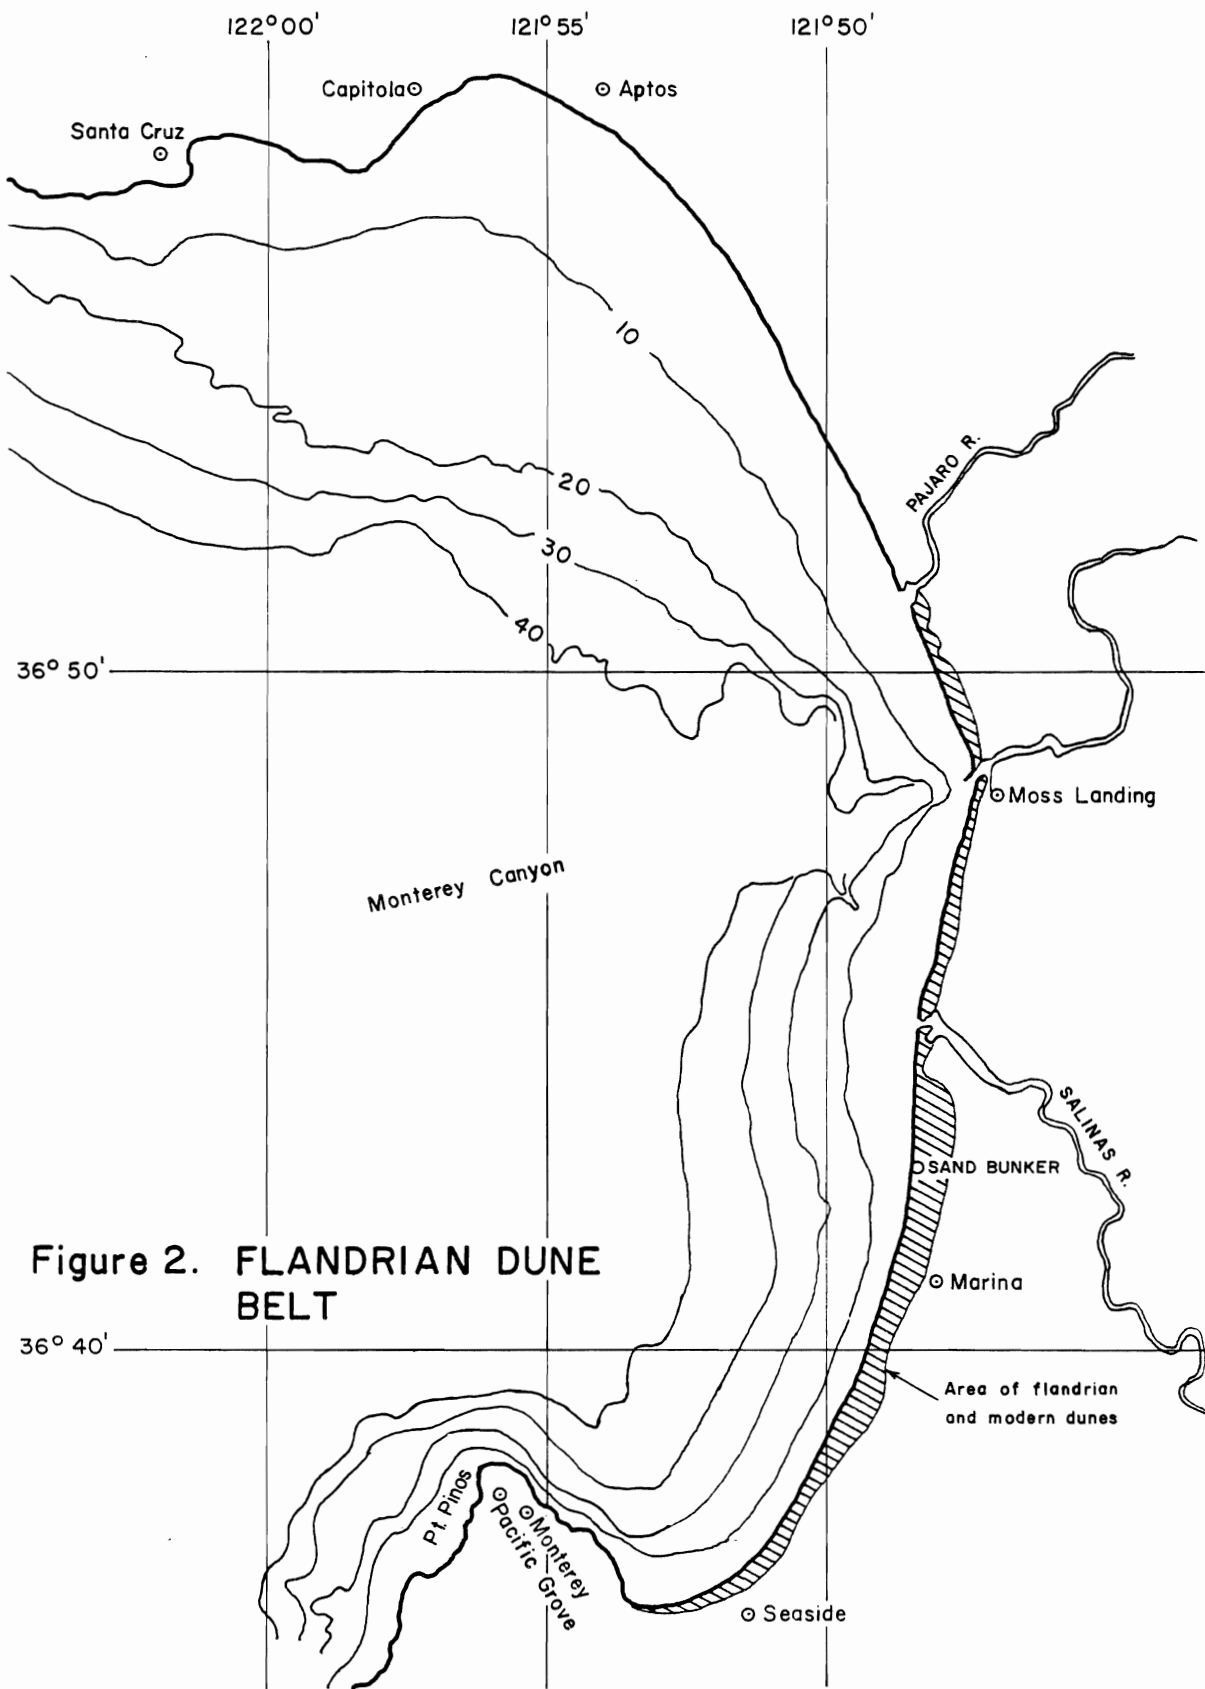 122°00' 121°55' 121°50'
Capitola
Aptos
Santa Cruz
10
PAJARO R.
20
30
40
36° 50'
Moss Landing
Monterey Canyon
SALINAS R.
SAND BUNKER
Figure 2. FLANDRIAN DUNE
BELT
Marina
36° 40'
Area of flandrian
and modern dunes
Pt. Pinos
Pacific Grove
Monterey
Seaside